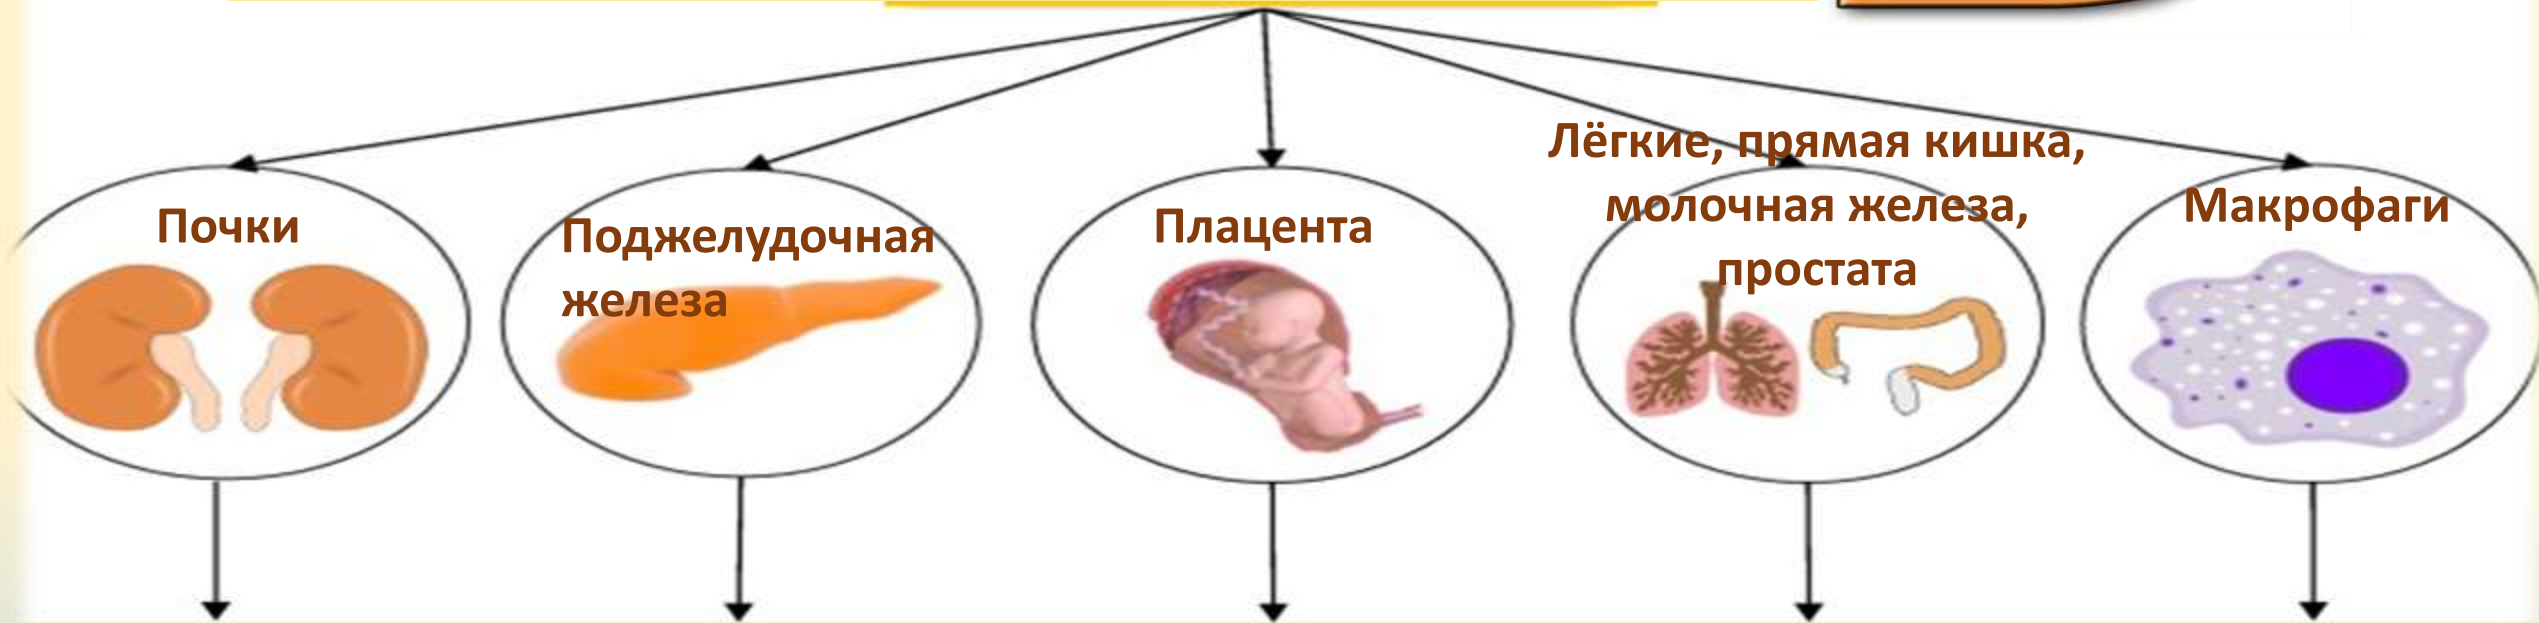 Почки
Поджелудочная
железа
Плацента
Лёгкие, прямая кишка,
молочная железа,
простата
Макрофаги